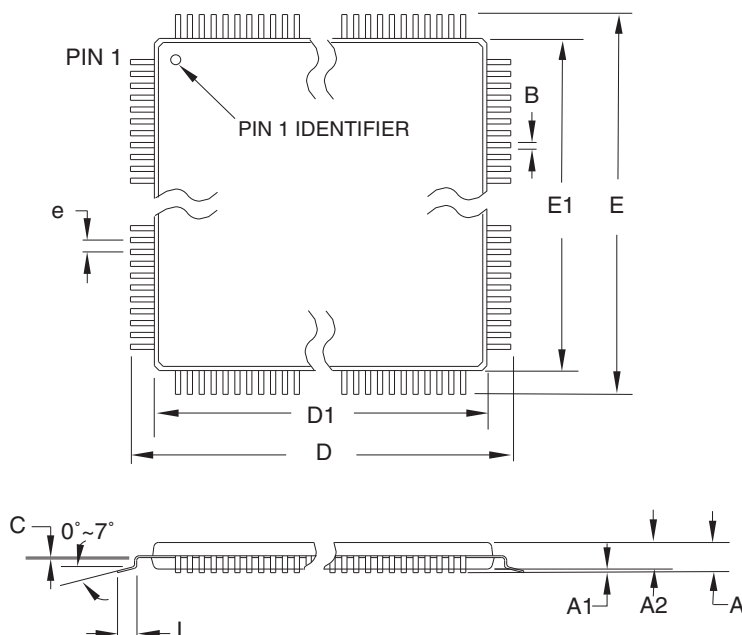 PIN 1
PIN 1 IDENTIFIER
B
e
E1
E
D1
D
C
0°~7°
A1
A2
A
L